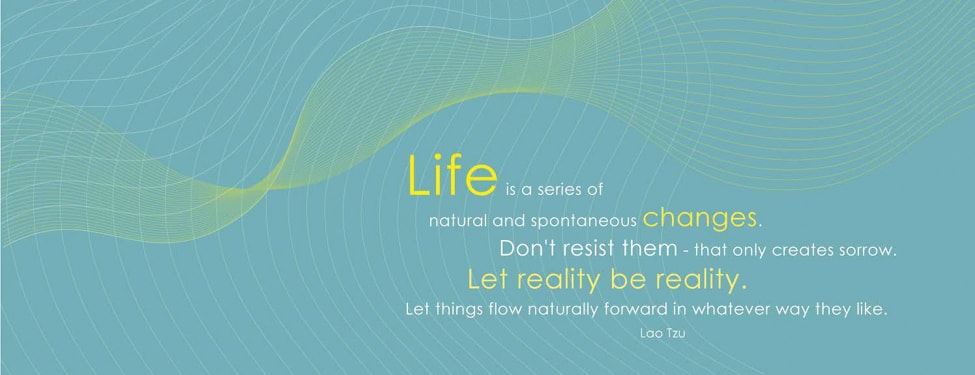 Life is a series of
natural and spontaneous changes.
Don't resist them - that only creates sorrow.
Let reality be reality.
Let things flow naturally forward in whatever way they like.
Lao Tzu